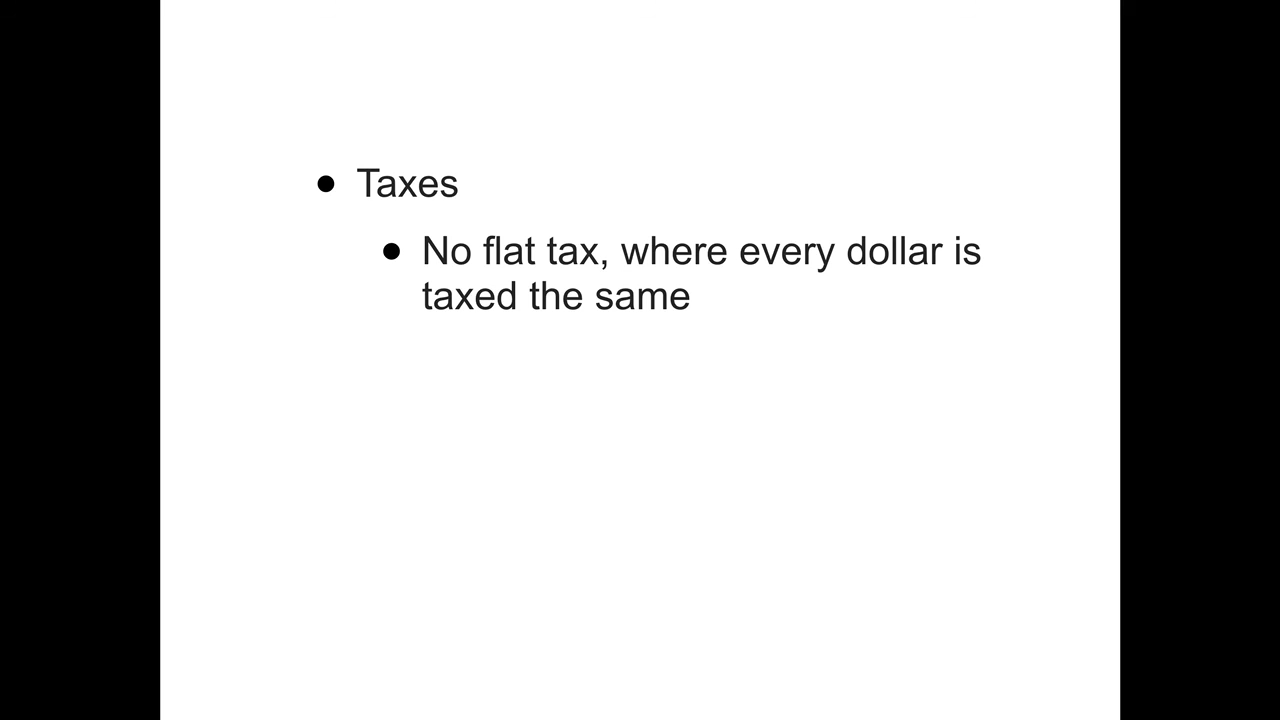 ● Taxes
● No flat tax, where every dollar is
taxed the same